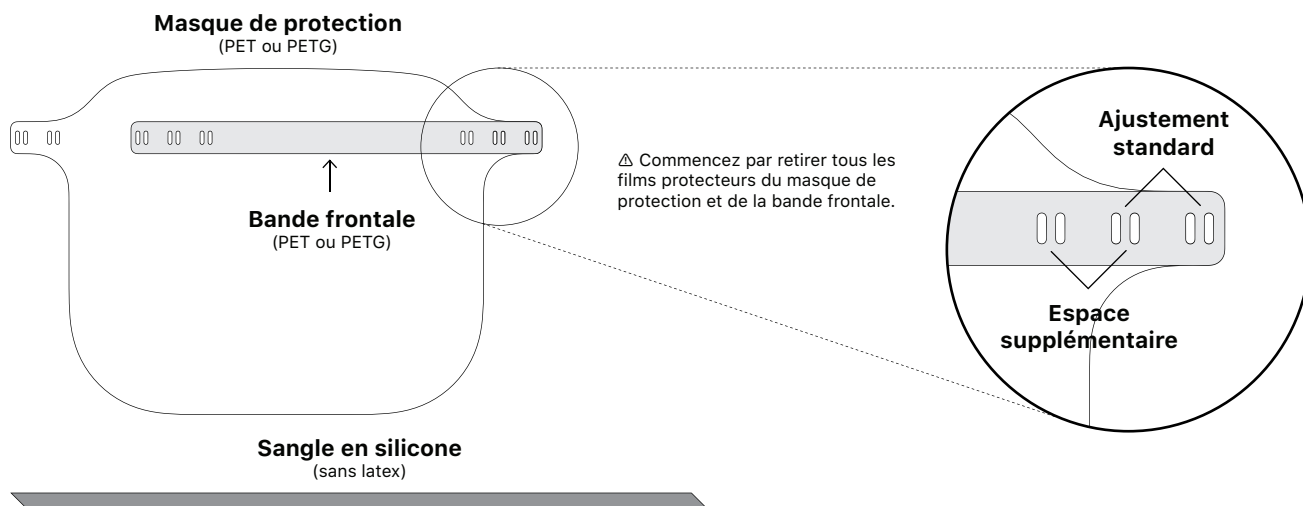 Masque de protection
(PET ou PETG)
Bande frontale
(PET ou PETG)
⚠ Commencez par retirer tous les
films protecteurs du masque de
protection et de la bande frontale.
Ajustement
standard
Espace
supplémentaire
Sangle en silicone
(sans latex)